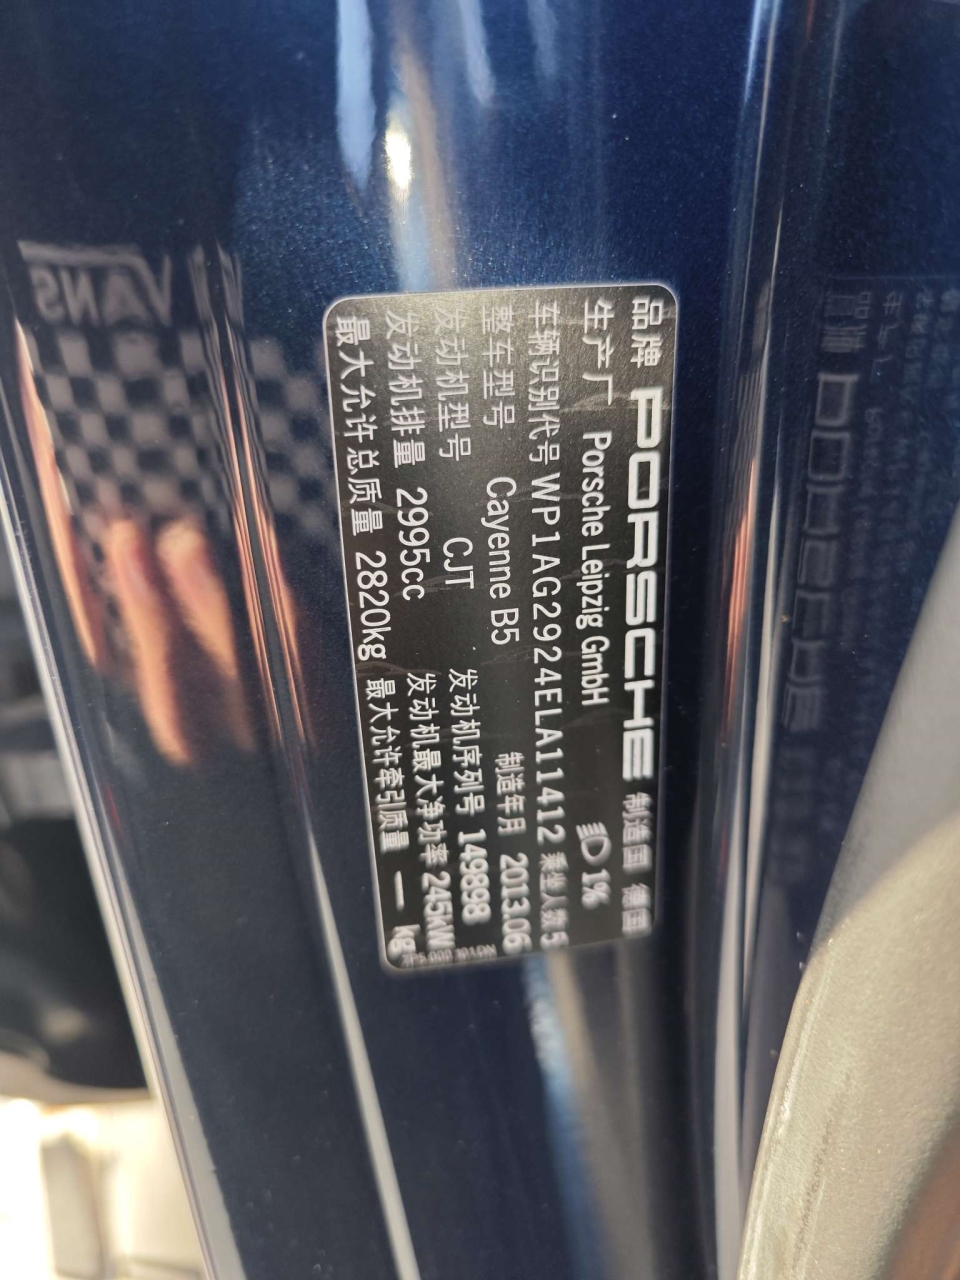 品牌 PORSCHE 制造国 德国
生产厂 Porsche Leipzig GmbH 1%
车辆识别代号 WP1AG2924ELA11412 乘坐人数 5
整车型号 Cayenne B5 制造年月 2013.06
发动机型号 CJT 发动机序列号 149898
发动机排量 2995cc 发动机最大净功率 245kW
最大允许总质量 2820kg 最大允许牵引质量 — kg
VANS